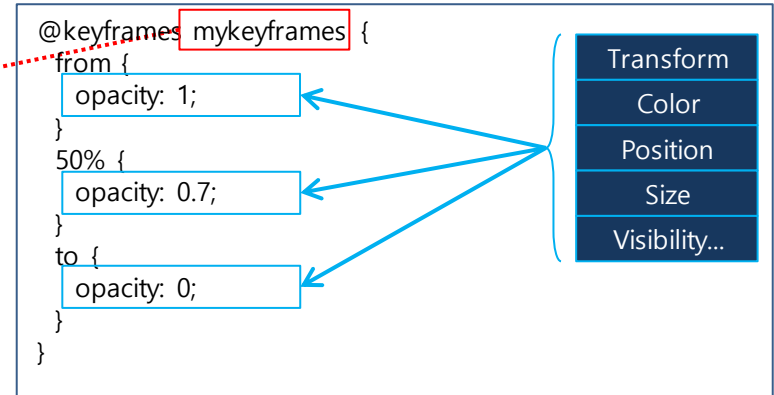 @keyframes mykeyframes {
from {
opacity: 1;
}
50% {
opacity: 0.7;
}
to {
opacity: 0;
}
}
Transform
Color
Position
Size
Visibility...